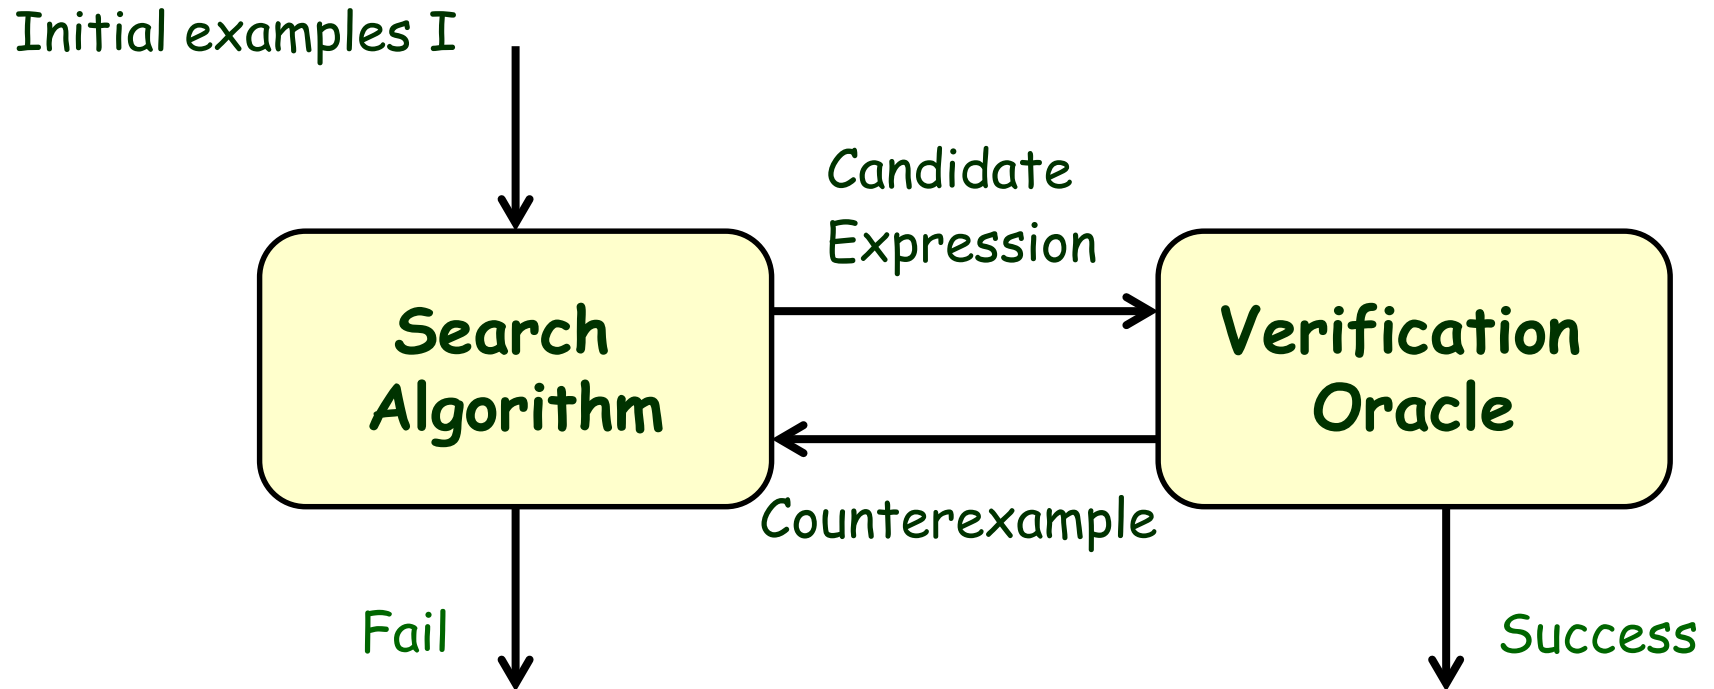 Initial examples I
Candidate
Expression
Search
Algorithm
Verification
Oracle
Counterexample
Fail
Success